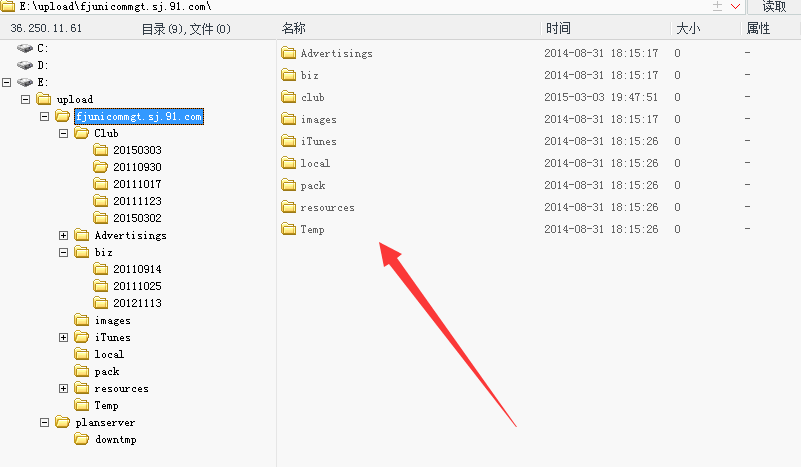 E:\upload\fjunicommgt.sj.91.com\ 读取
36.250.11.61 目录(9),文件(0) 名称 时间 大小 属性
C:
D:
E:
upload
fjunicommgt.sj.91.com
Club
20150303
20110930
20111017
20111123
20150302
Advertisings
biz
20110914
20111025
20121113
images
iTunes
local
pack
resources
Temp
planserver
downtmp
Advertisings 2014-08-31 18:15:17 0 -
biz 2014-08-31 18:15:17 0 -
club 2015-03-03 19:47:51 0 -
images 2014-08-31 18:15:17 0 -
iTunes 2014-08-31 18:15:26 0 -
local 2014-08-31 18:15:26 0 -
pack 2014-08-31 18:15:26 0 -
resources 2014-08-31 18:15:26 0 -
Temp 2014-08-31 18:15:26 0 -